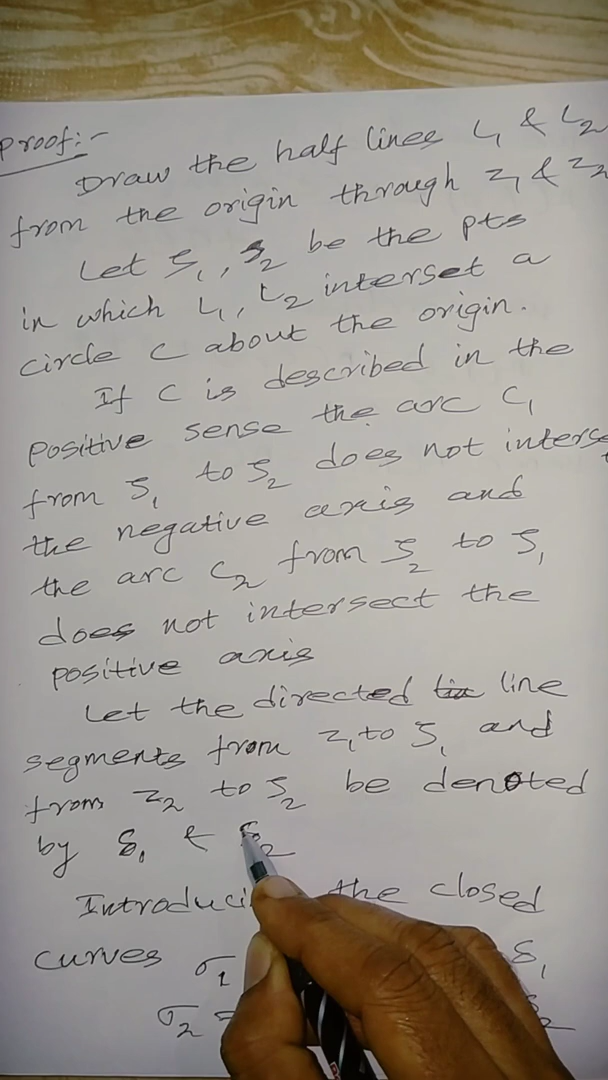 Proof:-
Draw the half lines L₁ & L₂
from the origin through z₁ & z₂
Let ζ₁, ζ₂ be the pts
in which L₁, L₂ interset a
circle C about the origin.
If C is described in the
positive sense the arc C₁
from ζ₁ to ζ₂ does not interse
the negative axis and
the arc C₂ from ζ₂ to ζ₁
does not intersect the
positive axis
Let the directed line
segments from z₁ to ζ₁ and
from z₂ to ζ₂ be denoted
by δ₁ & δ₂
the closed
curves σ₁ δ₁
σ₂ =